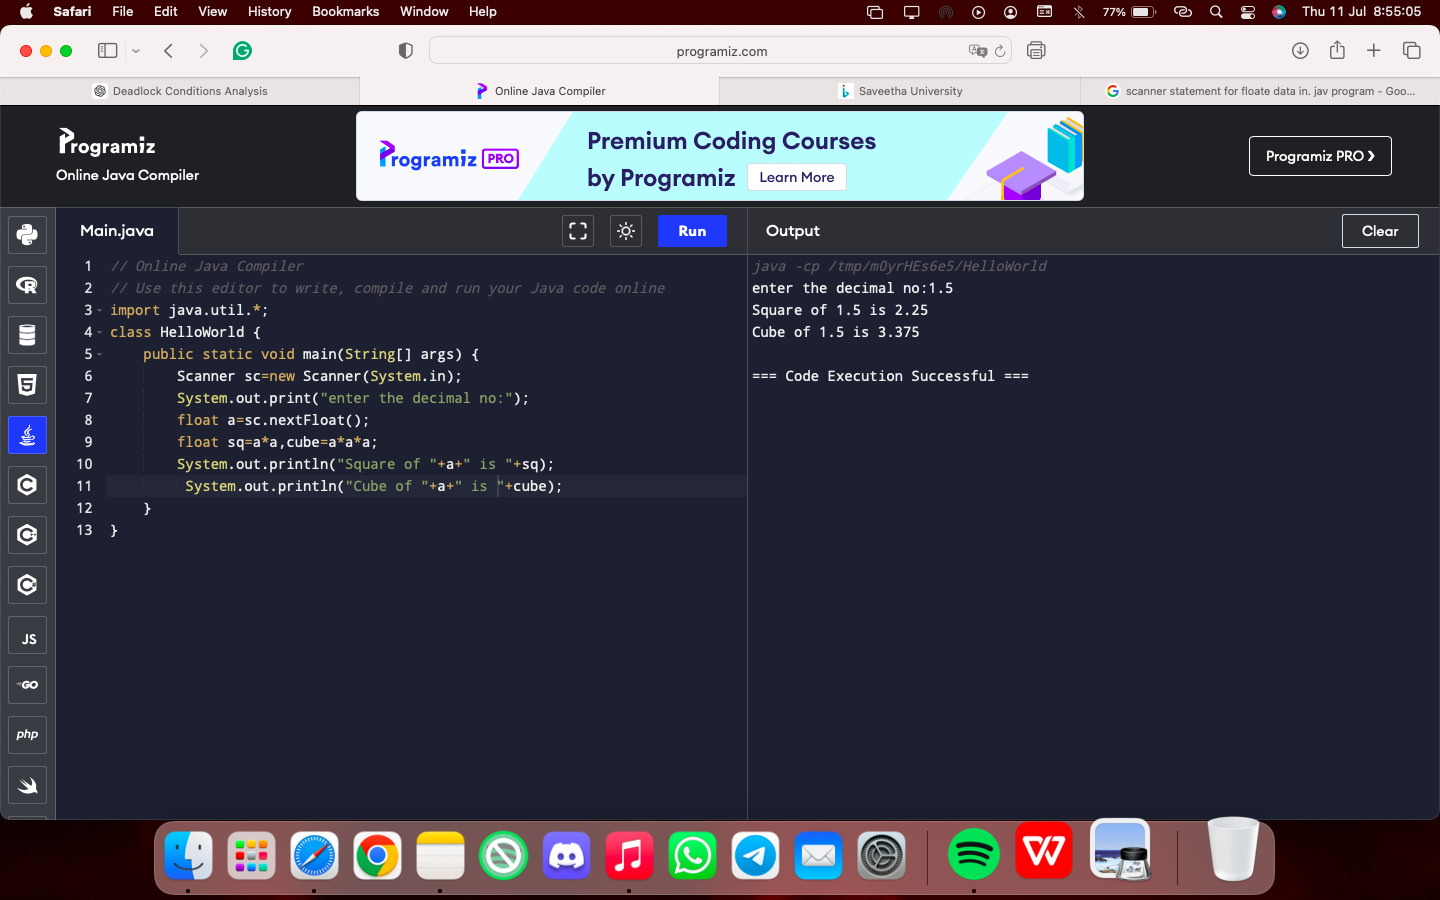 Safari File Edit View History Bookmarks Window Help 77% Thu 11 Jul 8:55:05
programiz.com
Deadlock Conditions Analysis Online Java Compiler Saveetha University scanner statement for floate data in. jav program - Goo...
Programiz
Online Java Compiler
Programiz PRO
Premium Coding Courses
by Programiz Learn More
Programiz PRO ❯
Main.java Run Output Clear
1 // Online Java Compiler
2 // Use this editor to write, compile and run your Java code online
3 import java.util.*;
4 class HelloWorld {
5 public static void main(String[] args) {
6 Scanner sc=new Scanner(System.in);
7 System.out.print("enter the decimal no:");
8 float a=sc.nextFloat();
9 float sq=a*a,cube=a*a*a;
10 System.out.println("Square of "+a+" is "+sq);
11 System.out.println("Cube of "+a+" is "+cube);
12 }
13 }
java -cp /tmp/mOyrHEs6e5/HelloWorld
enter the decimal no:1.5
Square of 1.5 is 2.25
Cube of 1.5 is 3.375
=== Code Execution Successful ===
R
5
C
C
C
JS
GO
php
W